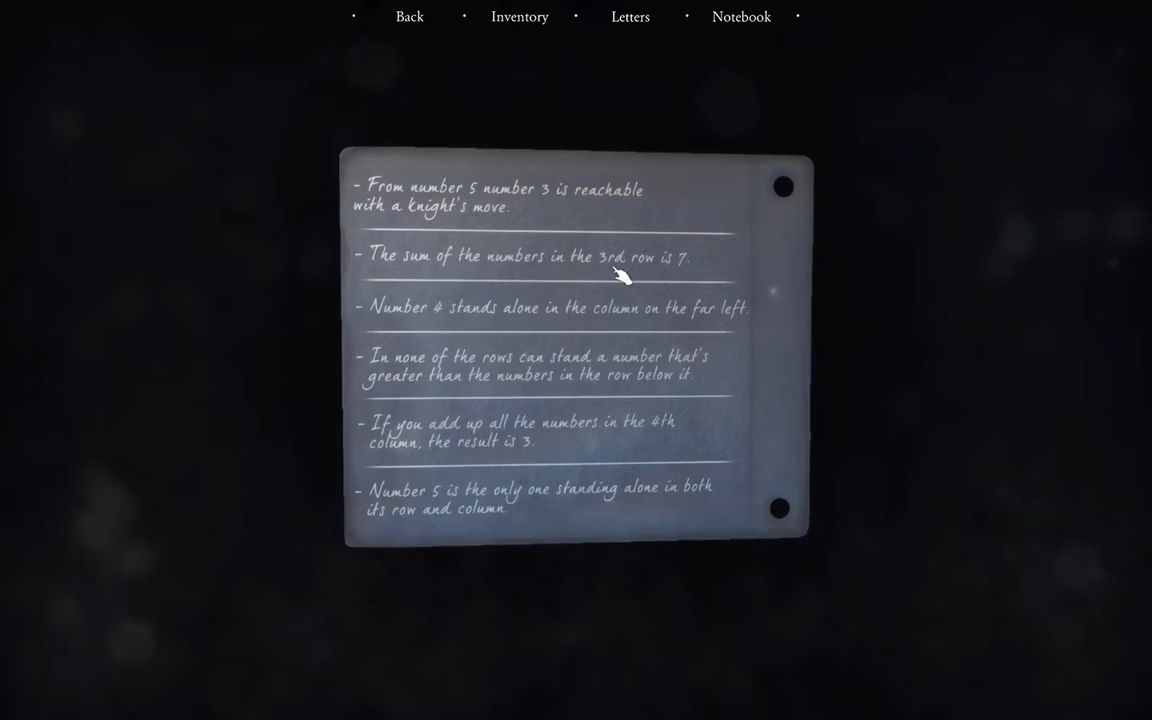 Back
Inventory
Letters
Notebook
- From number 5 number 3 is reachable
with a knight's move.
- The sum of the numbers in the 3rd row is 7.
- Number 4 stands alone in the column on the far left.
- In none of the rows can stand a number that's
greater than the numbers in the row below it.
- If you add up all the numbers in the 4th
column, the result is 3.
- Number 5 is the only one standing alone in both
its row and column.